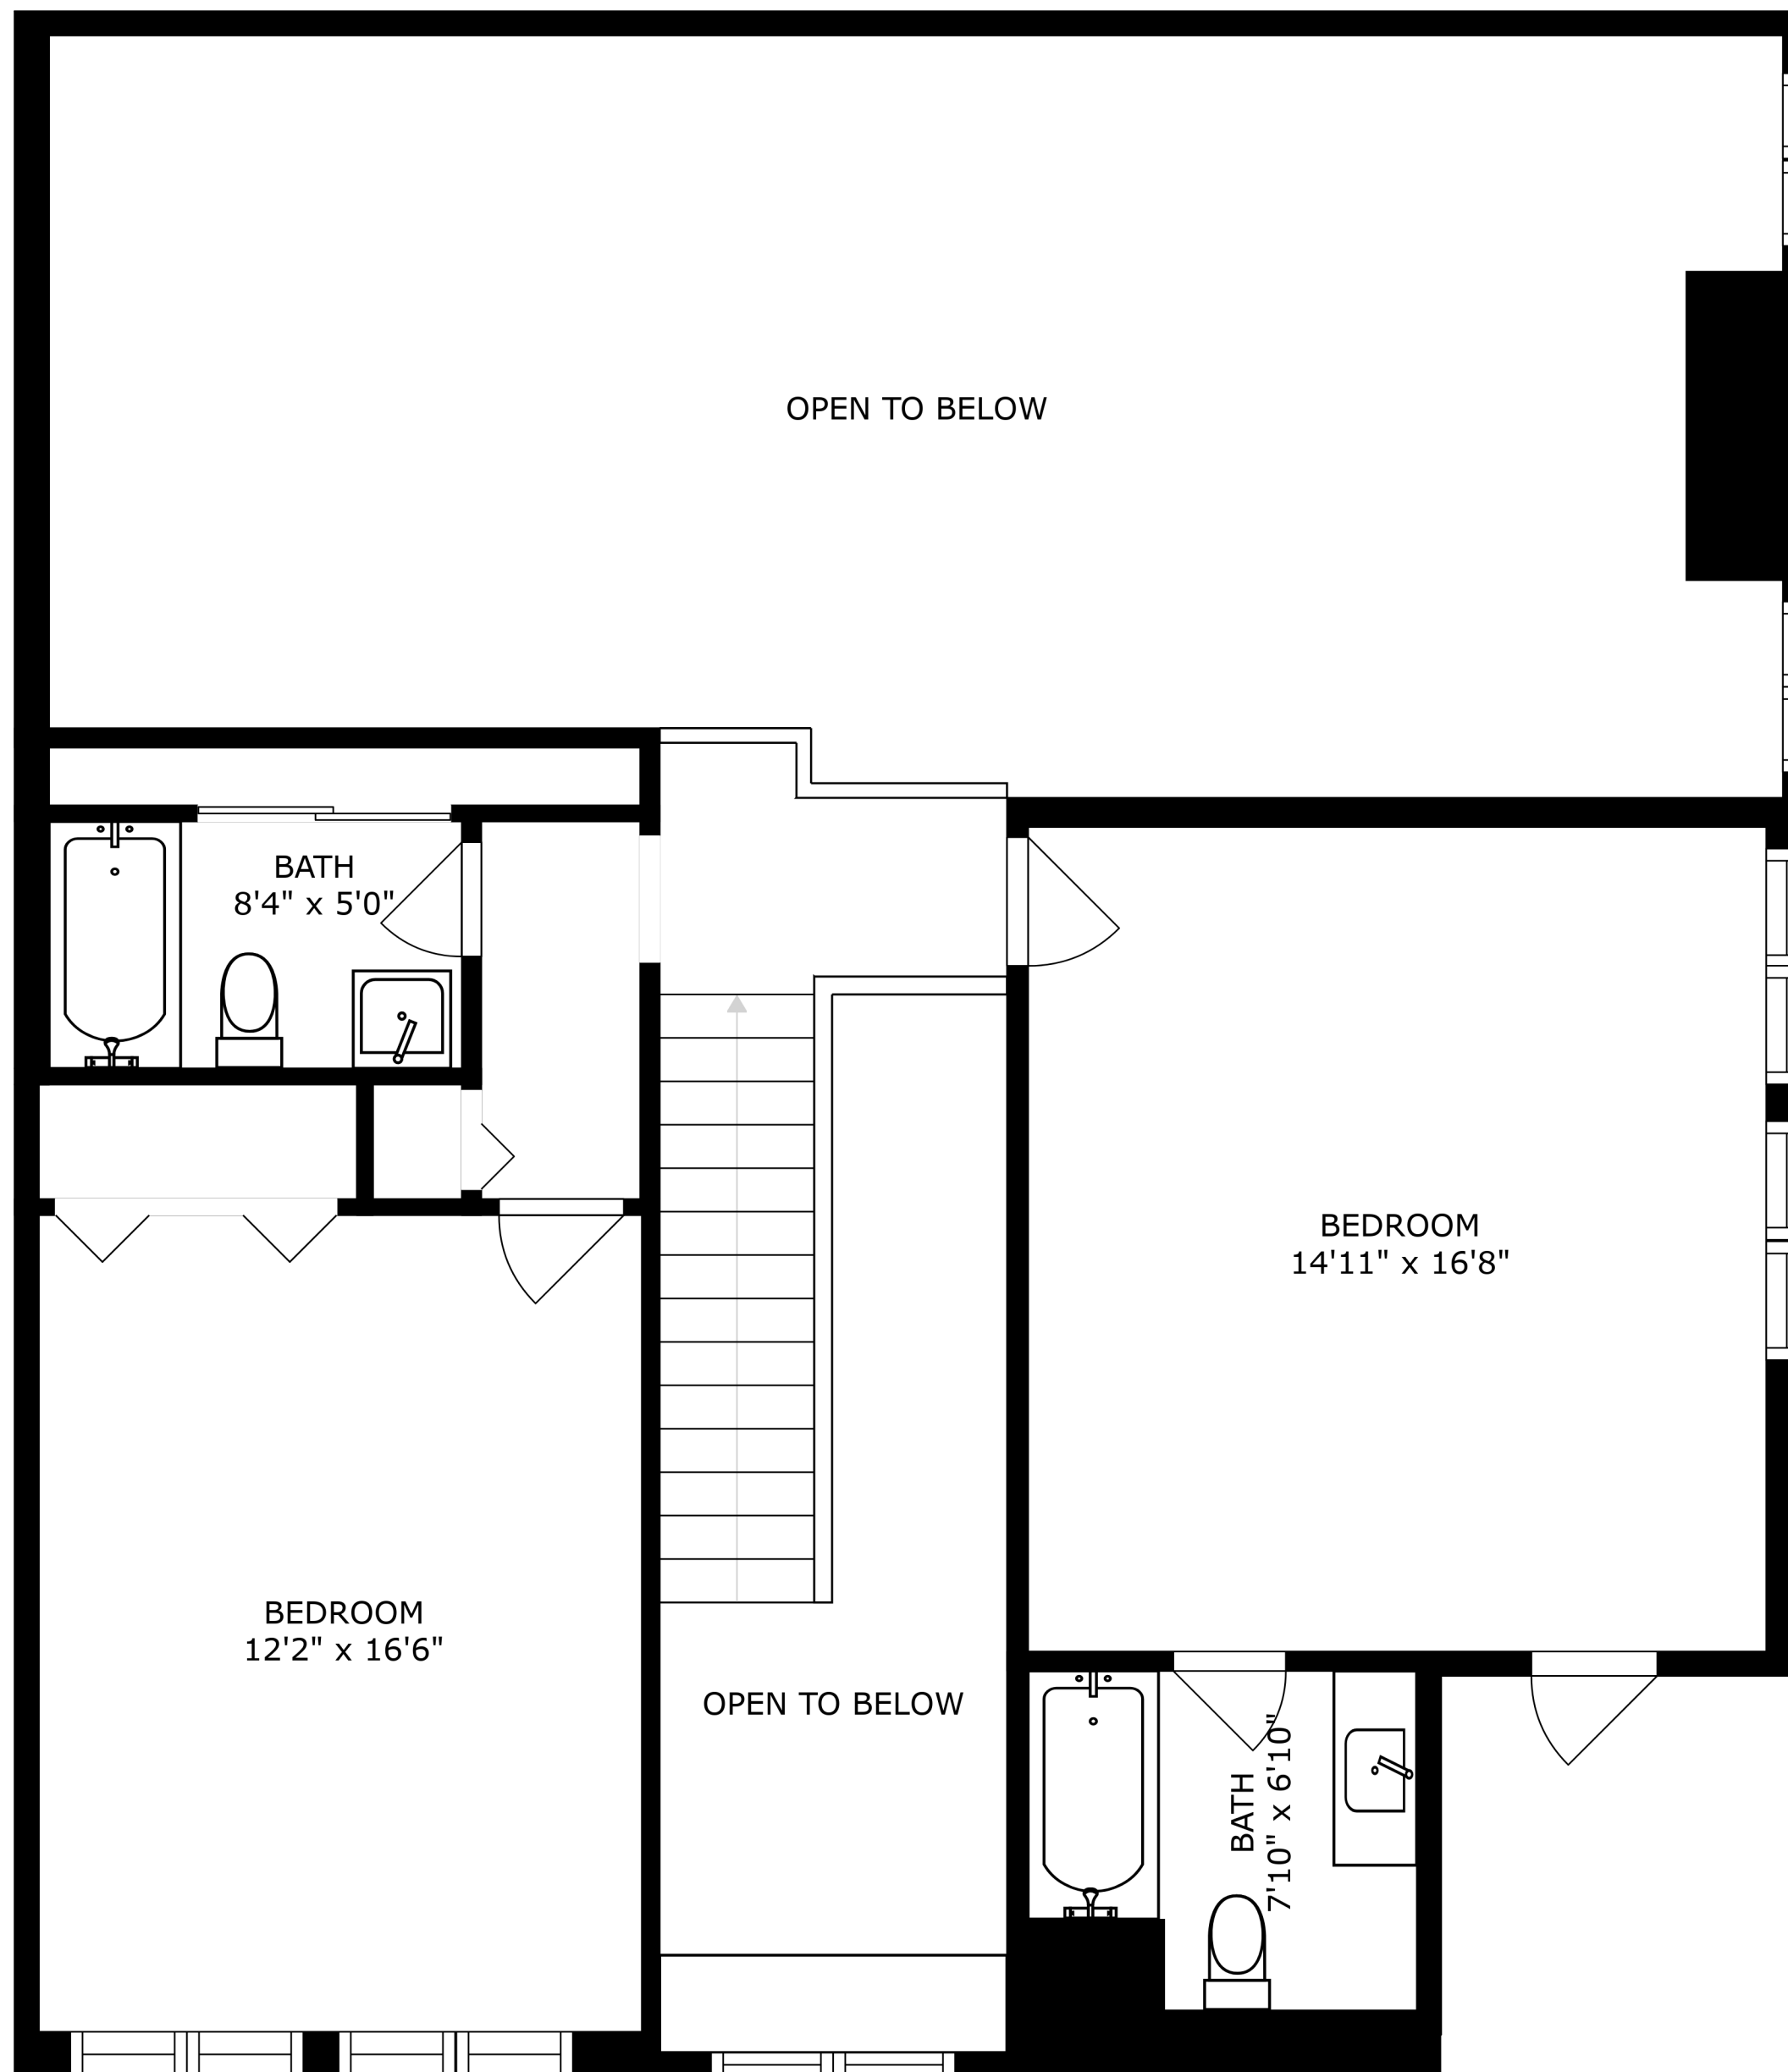 OPEN TO BELOW
BATH
8'4" x 5'0"
BEDROOM
14'11" x 16'8"
BEDROOM
12'2" x 16'6"
OPEN TO BELOW
BATH
7'10" x 6'10"